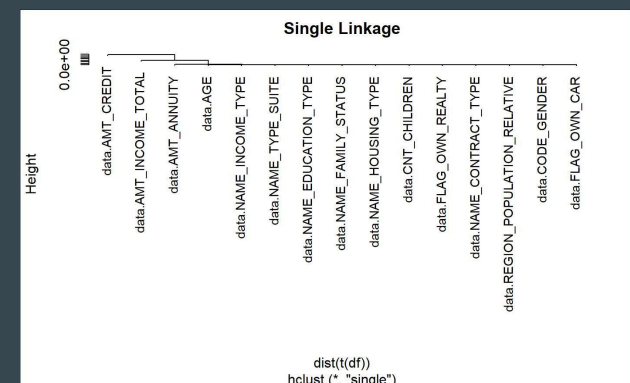 Single Linkage
0.0e+00
Height
data.AMT_CREDIT
data.AMT_INCOME_TOTAL
data.AMT_ANNUITY
data.AGE
data.NAME_INCOME_TYPE
data.NAME_TYPE_SUITE
data.NAME_EDUCATION_TYPE
data.NAME_FAMILY_STATUS
data.NAME_HOUSING_TYPE
data.CNT_CHILDREN
data.FLAG_OWN_REALTY
data.NAME_CONTRACT_TYPE
data.REGION_POPULATION_RELATIVE
data.CODE_GENDER
data.FLAG_OWN_CAR
dist(t(df))
hclust (*, "single")